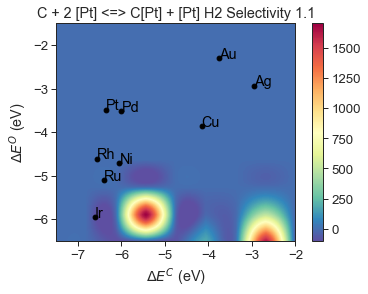 C + 2 [Pt] <=> C[Pt] + [Pt] H2 Selectivity 1.1
−2
−3
−4
−5
−6
ΔE^O (eV)
Au
Ag
Pt
Pd
Cu
Rh
Ni
Ru
Ir
−7
−6
−5
−4
−3
−2
ΔE^C (eV)
1500
1250
1000
750
500
250
0